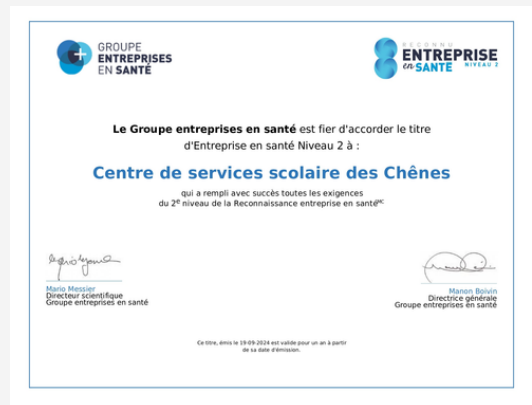 GROUPE
ENTREPRISES
EN SANTÉ
RECONNU
ENTREPRISE
en SANTÉ NIVEAU 2
Le Groupe entreprises en santé est fier d'accorder le titre
d'Entreprise en santé Niveau 2 à :
Centre de services scolaire des Chênes
qui a rempli avec succès toutes les exigences
du 2e niveau de la Reconnaissance entreprise en santéMC
Mario Messier
Directeur scientifique
Groupe entreprises en santé
Manon Boivin
Directrice générale
Groupe entreprises en santé
Ce titre, émis le 19-09-2024 est valide pour un an à partir
de sa date d'émission.